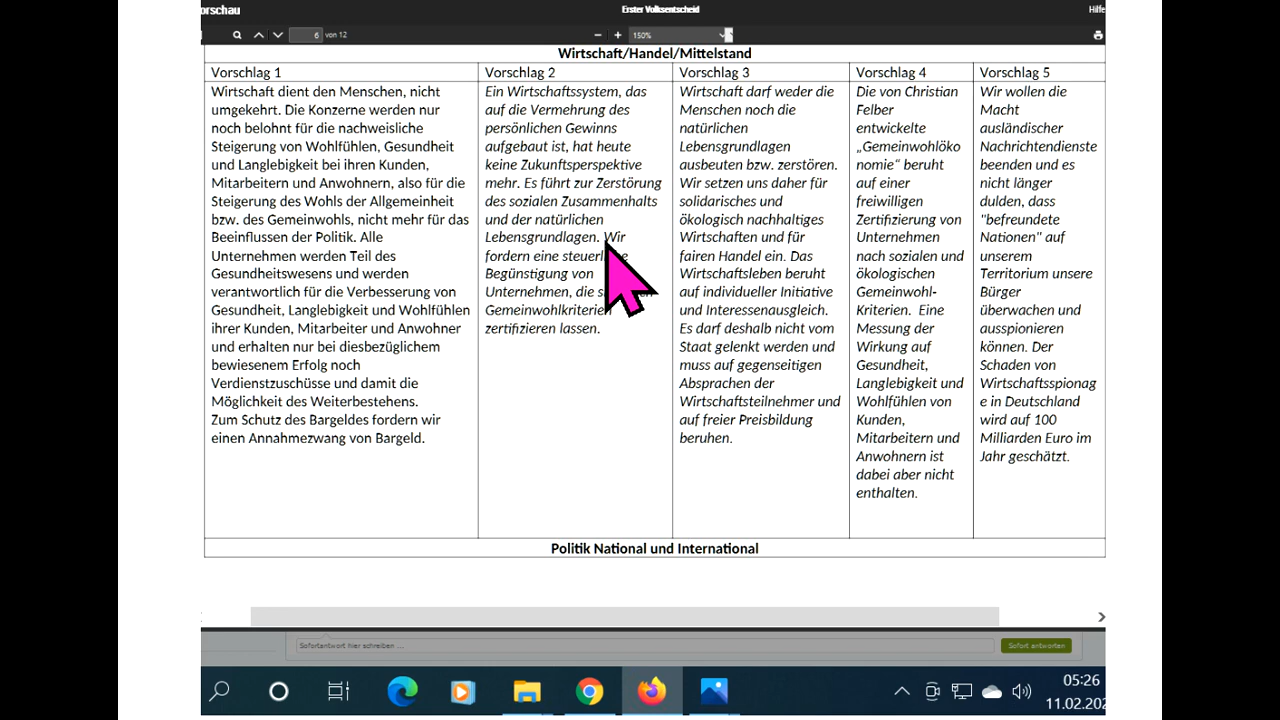 orschau
Erster Volksentscheid
Hilfe
6 von 12
150%
Wirtschaft/Handel/Mittelstand
Vorschlag 1
Wirtschaft dient den Menschen, nicht
umgekehrt. Die Konzerne werden nur
noch belohnt für die nachweisliche
Steigerung von Wohlfühlen, Gesundheit
und Langlebigkeit bei ihren Kunden,
Mitarbeitern und Anwohnern, also für die
Steigerung des Wohls der Allgemeinheit
bzw. des Gemeinwohls, nicht mehr für das
Beeinflussen der Politik. Alle
Unternehmen werden Teil des
Gesundheitswesens und werden
verantwortlich für die Verbesserung von
Gesundheit, Langlebigkeit und Wohlfühlen
ihrer Kunden, Mitarbeiter und Anwohner
und erhalten nur bei diesbezüglichem
bewiesenem Erfolg noch
Verdienstzuschüsse und damit die
Möglichkeit des Weiterbestehens.
Zum Schutz des Bargeldes fordern wir
einen Annahmezwang von Bargeld.
Vorschlag 2
Ein Wirtschaftssystem, das
auf die Vermehrung des
persönlichen Gewinns
aufgebaut ist, hat heute
keine Zukunftsperspektive
mehr. Es führt zur Zerstörung
des sozialen Zusammenhalts
und der natürlichen
Lebensgrundlagen. Wir
fordern eine
Begünstigung von
Unternehmen, die
Gemeinwohlkriterien
zertifizieren lassen.
Vorschlag 3
Wirtschaft darf weder die
Menschen noch die
natürlichen
Lebensgrundlagen
ausbeuten bzw. zerstören.
Wir setzen uns daher für
solidarisches und
ökologisch nachhaltiges
Wirtschaften und für
fairen Handel ein. Das
Wirtschaftsleben beruht
auf individueller Initiative
und Interessenausgleich.
Es darf deshalb nicht vom
Staat gelenkt werden und
muss auf gegenseitigen
Absprachen der
Wirtschaftsteilnehmer und
auf freier Preisbildung
beruhen.
Vorschlag 4
Die von Christian
Felber
entwickelte
„Gemeinwohlöko
nomie“ beruht
auf einer
freiwilligen
Zertifizierung von
Unternehmen
nach sozialen und
ökologischen
Gemeinwohl-
Kriterien. Eine
Messung der
Wirkung auf
Gesundheit,
Langlebigkeit und
Wohlfühlen von
Kunden,
Mitarbeitern und
Anwohnern ist
dabei aber nicht
enthalten.
Vorschlag 5
Wir wollen die
Macht
ausländischer
Nachrichtendienste
beenden und es
nicht länger
dulden, dass
"befreundete
Nationen" auf
unserem
Territorium unsere
Bürger
überwachen und
ausspionieren
können. Der
Schaden von
Wirtschaftsspionag
e in Deutschland
wird auf 100
Milliarden Euro im
Jahr geschätzt.
Politik National und International
Sofortantwort hier schreiben ...
Sofort antworten
05:26
11.02.202